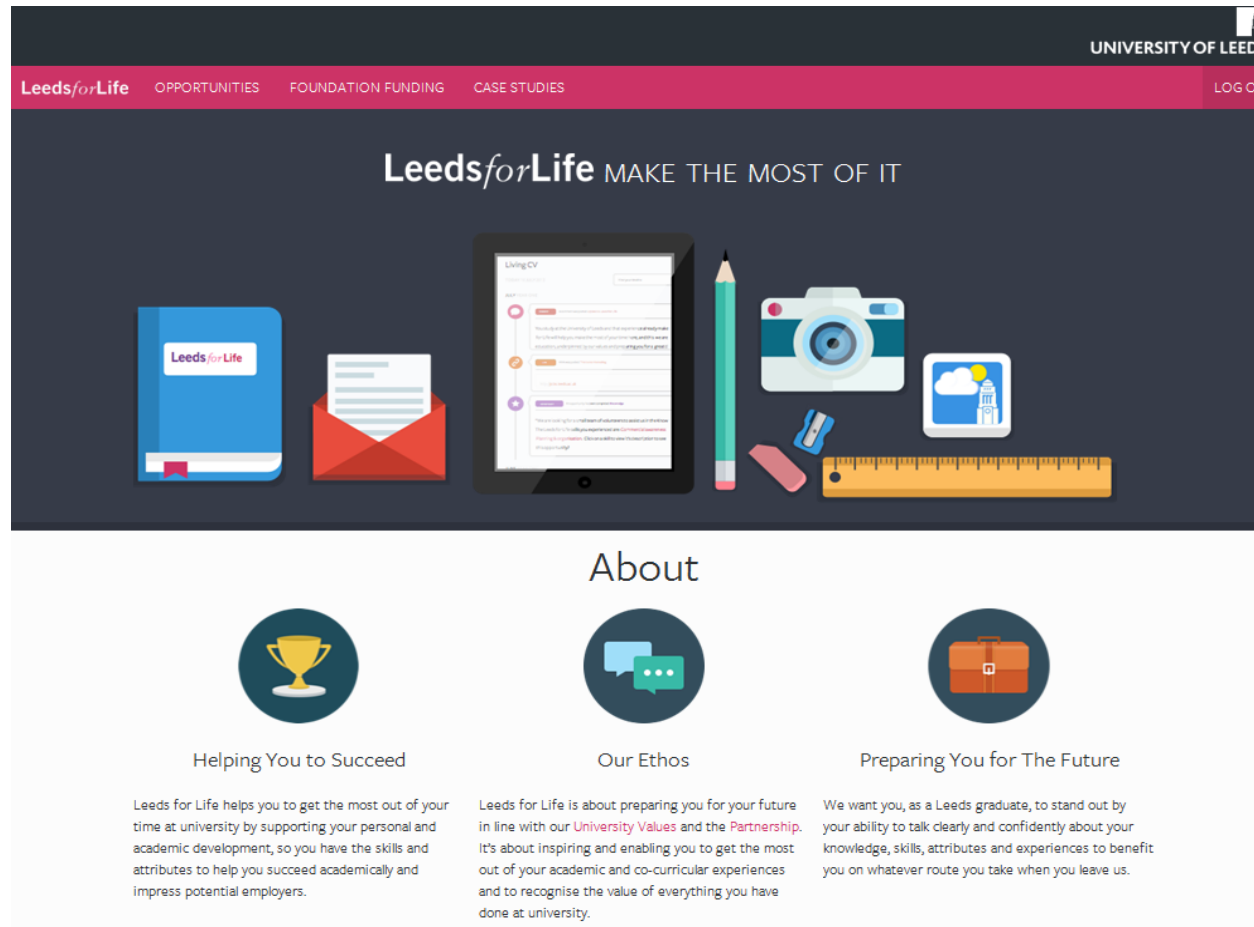 UNIVERSITY OF LEED
LeedsforLife OPPORTUNITIES FOUNDATION FUNDING CASE STUDIES LOG O
LeedsforLife MAKE THE MOST OF IT
Living CV
JULY
Leeds for Life
About
Helping You to Succeed
Leeds for Life helps you to get the most out of your
time at university by supporting your personal and
academic development, so you have the skills and
attributes to help you succeed academically and
impress potential employers.
Our Ethos
Leeds for Life is about preparing you for your future
in line with our University Values and the Partnership.
It's about inspiring and enabling you to get the most
out of your academic and co-curricular experiences
and to recognise the value of everything you have
done at university.
Preparing You for The Future
We want you, as a Leeds graduate, to stand out by
your ability to talk clearly and confidently about your
knowledge, skills, attributes and experiences to benefit
you on whatever route you take when you leave us.